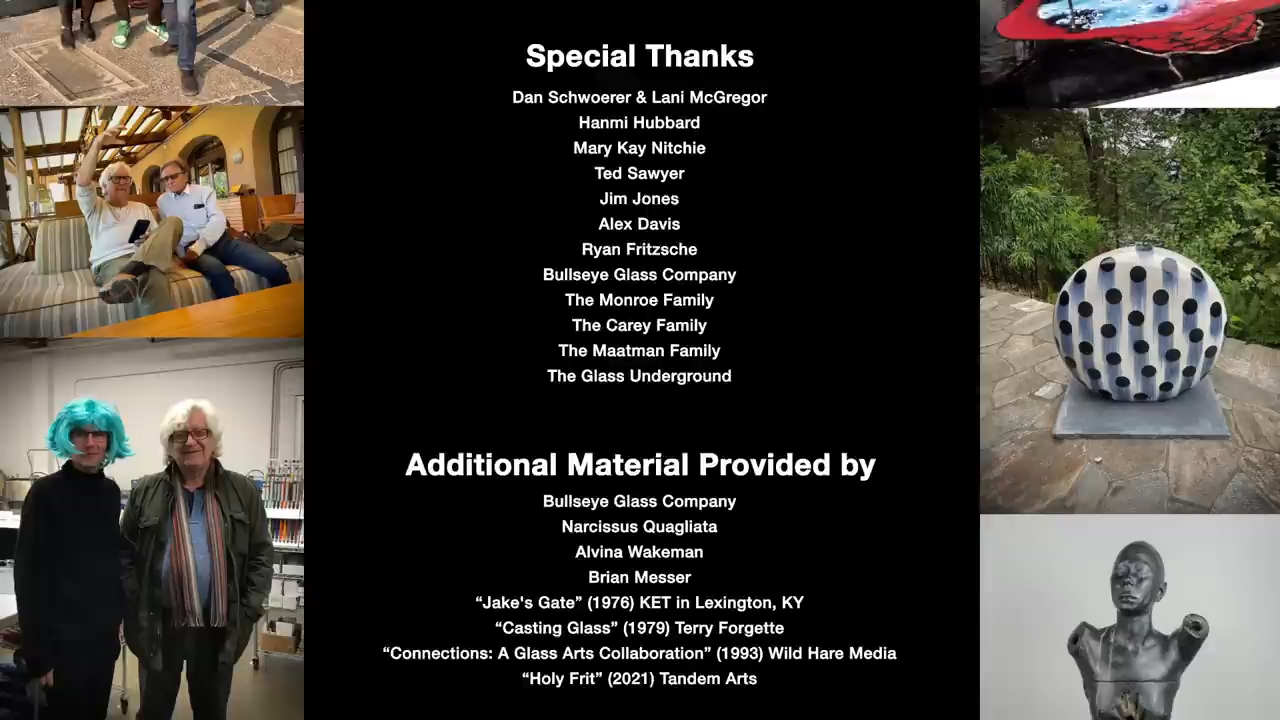 Special Thanks
Dan Schwoerer & Lani McGregor
Hanmi Hubbard
Mary Kay Nitchie
Ted Sawyer
Jim Jones
Alex Davis
Ryan Fritzsche
Bullseye Glass Company
The Monroe Family
The Carey Family
The Maatman Family
The Glass Underground
Additional Material Provided by
Bullseye Glass Company
Narcissus Quagliata
Alvina Wakeman
Brian Messer
“Jake's Gate” (1976) KET in Lexington, KY
“Casting Glass” (1979) Terry Forgette
“Connections: A Glass Arts Collaboration” (1993) Wild Hare Media
“Holy Frit” (2021) Tandem Arts